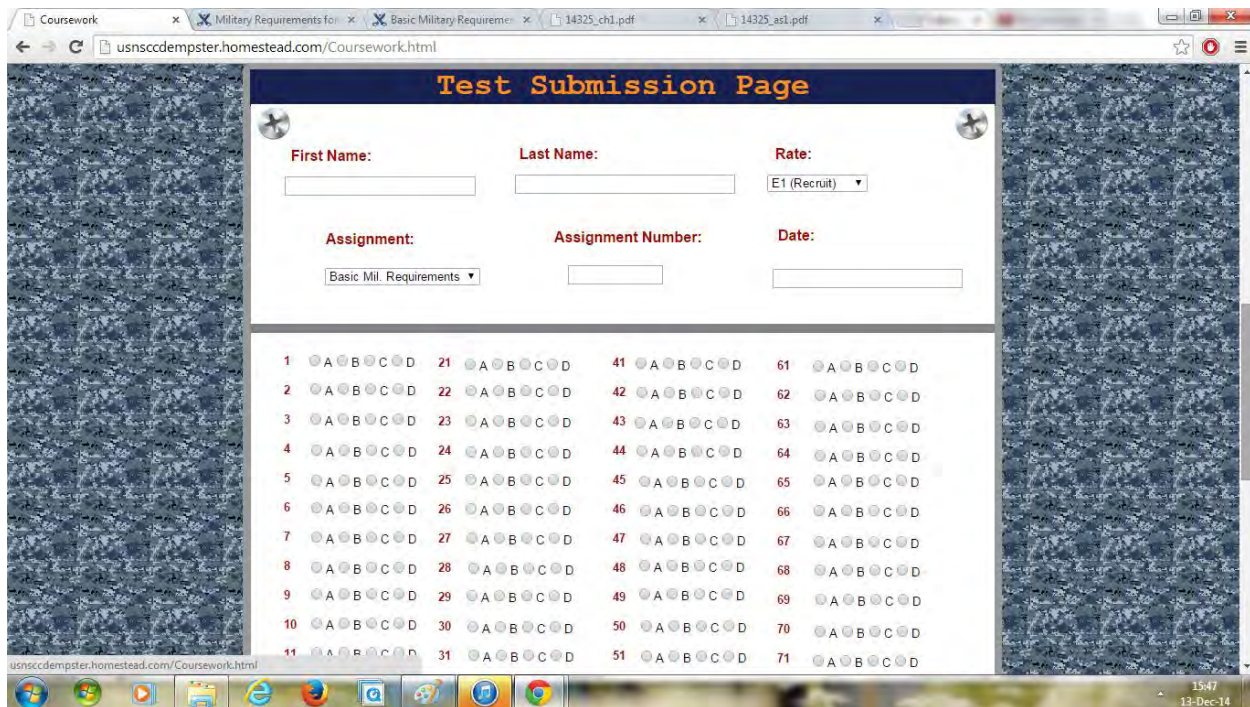 Coursework × Military Requirements for × Basic Military Requiremen × 14325_ch1.pdf × 14325_as1.pdf ×
usnsccdempster.homestead.com/Coursework.html
Test Submission Page
First Name: Last Name: Rate:
E1 (Recruit)
Assignment: Assignment Number: Date:
Basic Mil. Requirements
1 A B C D 21 A B C D 41 A B C D 61 A B C D
2 A B C D 22 A B C D 42 A B C D 62 A B C D
3 A B C D 23 A B C D 43 A B C D 63 A B C D
4 A B C D 24 A B C D 44 A B C D 64 A B C D
5 A B C D 25 A B C D 45 A B C D 65 A B C D
6 A B C D 26 A B C D 46 A B C D 66 A B C D
7 A B C D 27 A B C D 47 A B C D 67 A B C D
8 A B C D 28 A B C D 48 A B C D 68 A B C D
9 A B C D 29 A B C D 49 A B C D 69 A B C D
10 A B C D 30 A B C D 50 A B C D 70 A B C D
11 A B C D 31 A B C D 51 A B C D 71 A B C D
usnsccdempster.homestead.com/Coursework.html
15:47
13-Dec-14